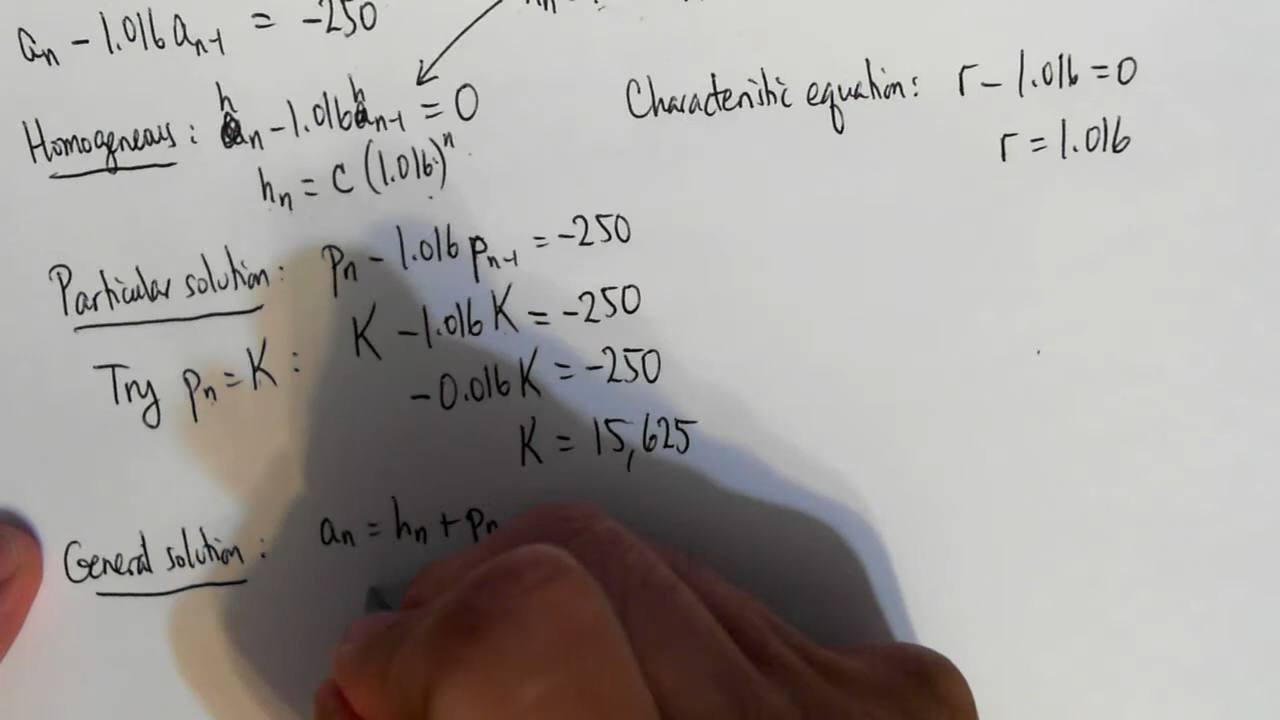 aₙ - 1.016 aₙ₋₁ = -250
Homogeneous: hₙ - 1.016hₙ₋₁ = 0
Characteristic equation: r - 1.016 = 0
hₙ = C (1.016)ⁿ
r = 1.016
Particular solution: pₙ - 1.016 pₙ₋₁ = -250
Try pₙ = K: K - 1.016 K = -250
-0.016 K = -250
K = 15,625
General solution: aₙ = hₙ + pₙ